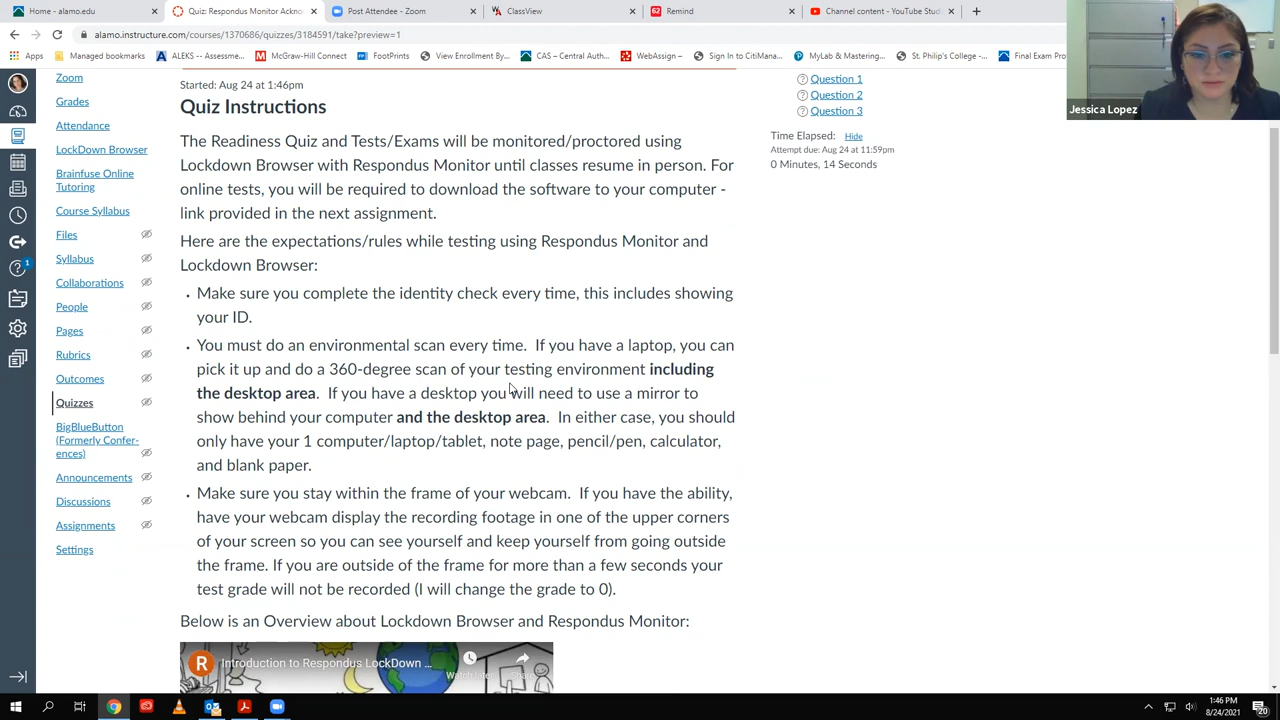 Home - alamo.edu
Quiz: Respondus Monitor Ackno
Post Attendee - Zoom
ClassView
Remind
Channel content - YouTube Stud
alamo.instructure.com/courses/1370686/quizzes/3184591/take?preview=1
Apps
Managed bookmarks
ALEKS -- Assessme...
McGraw-Hill Connect
FootPrints
View Enrollment By...
CAS – Central Auth...
WebAssign –
Sign In to CitiMana...
MyLab & Mastering...
St. Philip's College -...
Final Exam Pro
Jessica Lopez
Zoom
Grades
Attendance
LockDown Browser
Brainfuse Online
Tutoring
Course Syllabus
Files
Syllabus
Collaborations
People
Pages
Rubrics
Outcomes
Quizzes
BigBlueButton
(Formerly Confer-
ences)
Announcements
Discussions
Assignments
Settings
1
Started: Aug 24 at 1:46pm
Quiz Instructions
The Readiness Quiz and Tests/Exams will be monitored/proctored using
Lockdown Browser with Respondus Monitor until classes resume in person. For
online tests, you will be required to download the software to your computer -
link provided in the next assignment.
Here are the expectations/rules while testing using Respondus Monitor and
Lockdown Browser:
• Make sure you complete the identity check every time, this includes showing
your ID.
• You must do an environmental scan every time. If you have a laptop, you can
pick it up and do a 360-degree scan of your testing environment including
the desktop area. If you have a desktop you will need to use a mirror to
show behind your computer and the desktop area. In either case, you should
only have your 1 computer/laptop/tablet, note page, pencil/pen, calculator,
and blank paper.
• Make sure you stay within the frame of your webcam. If you have the ability,
have your webcam display the recording footage in one of the upper corners
of your screen so you can see yourself and keep yourself from going outside
the frame. If you are outside of the frame for more than a few seconds your
test grade will not be recorded (I will change the grade to 0).
Below is an Overview about Lockdown Browser and Respondus Monitor:
R
Introduction to Respondus LockDown ...
Watch later
Share
Question 1
Question 2
Question 3
Time Elapsed: Hide
Attempt due: Aug 24 at 11:59pm
0 Minutes, 14 Seconds
1:46 PM
8/24/2021
20